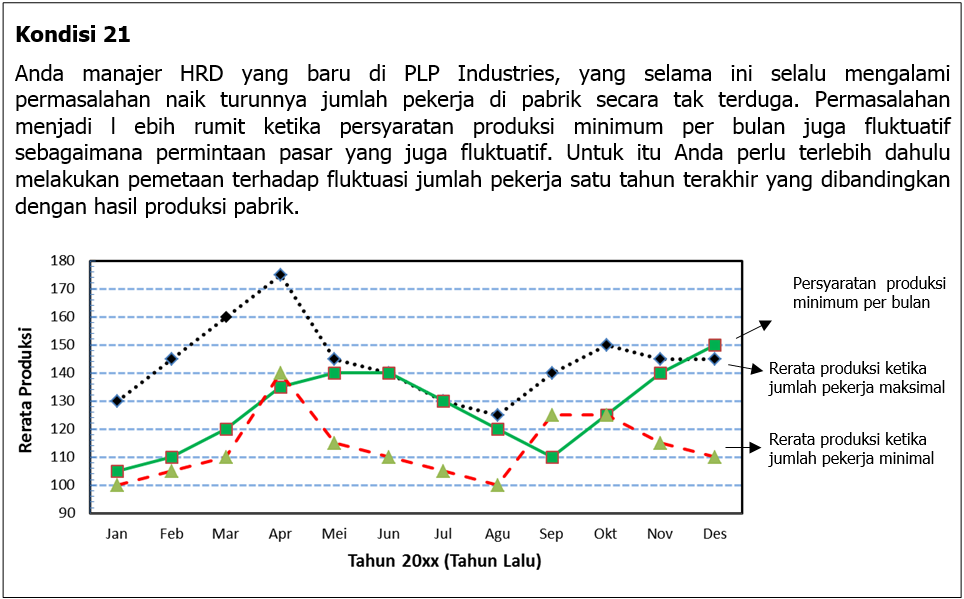 Kondisi 21
Anda manajer HRD yang baru di PLP Industries, yang selama ini selalu mengalami
permasalahan naik turunnya jumlah pekerja di pabrik secara tak terduga. Permasalahan
menjadi l ebih rumit ketika persyaratan produksi minimum per bulan juga fluktuatif
sebagaimana permintaan pasar yang juga fluktuatif. Untuk itu Anda perlu terlebih dahulu
melakukan pemetaan terhadap fluktuasi jumlah pekerja satu tahun terakhir yang dibandingkan
dengan hasil produksi pabrik.
Rerata Produksi
180
170
160
150
140
130
120
110
100
90
Jan Feb Mar Apr Mei Jun Jul Agu Sep Okt Nov Des
Tahun 20xx (Tahun Lalu)
Persyaratan produksi
minimum per bulan
Rerata produksi ketika
jumlah pekerja maksimal
Rerata produksi ketika
jumlah pekerja minimal